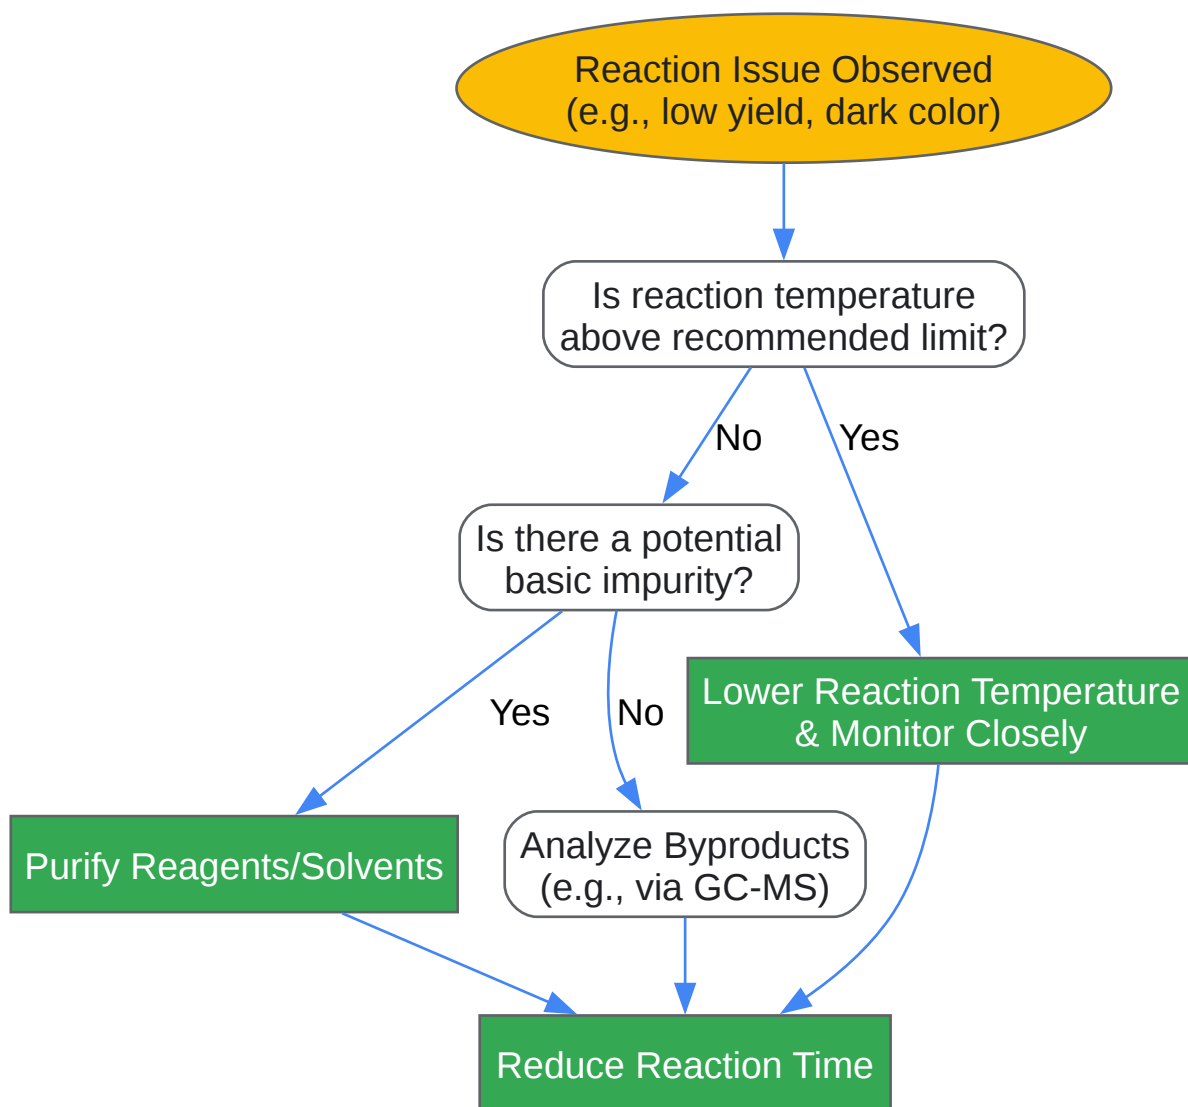 Reaction Issue Observed
(e.g., low yield, dark color)
Is reaction temperature
above recommended limit?
No
Yes
Is there a potential
basic impurity?
Yes
No
Lower Reaction Temperature
& Monitor Closely
Purify Reagents/Solvents
Analyze Byproducts
(e.g., via GC-MS)
Reduce Reaction Time